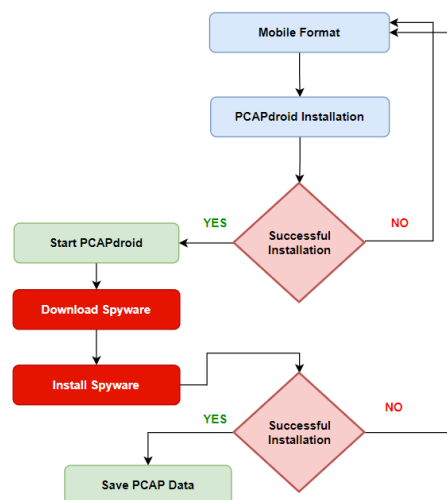 Mobile Format
PCAPdroid Installation
Successful
Installation
YES
NO
Start PCAPdroid
Download Spyware
Install Spyware
Successful
Installation
YES
NO
Save PCAP Data